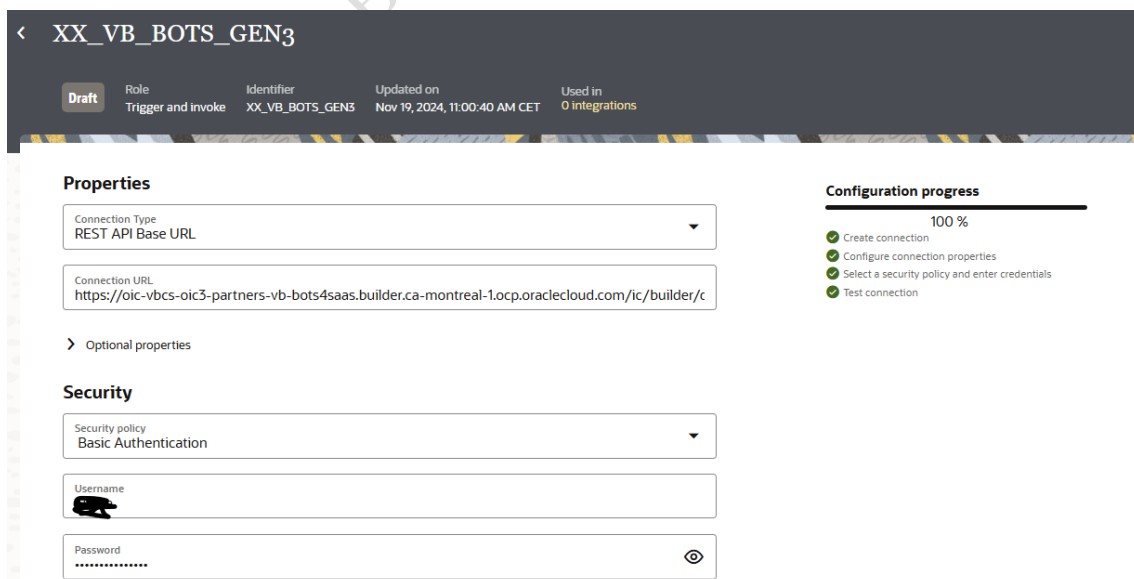 XX_VB_BOTS_GEN3
Draft
Role
Trigger and invoke
Identifier
XX_VB_BOTS_GEN3
Updated on
Nov 19, 2024, 11:00:40 AM CET
Used in
0 integrations
Properties
Connection Type
REST API Base URL
Connection URL
https://oic-vbcs-oic3-partners-vb-bots4saas.builder.ca-montreal-1.ocp.oraclecloud.com/ic/builder/c
Optional properties
Security
Security policy
Basic Authentication
Username
Password
•••••••••••••••
Configuration progress
100 %
Create connection
Configure connection properties
Select a security policy and enter credentials
Test connection